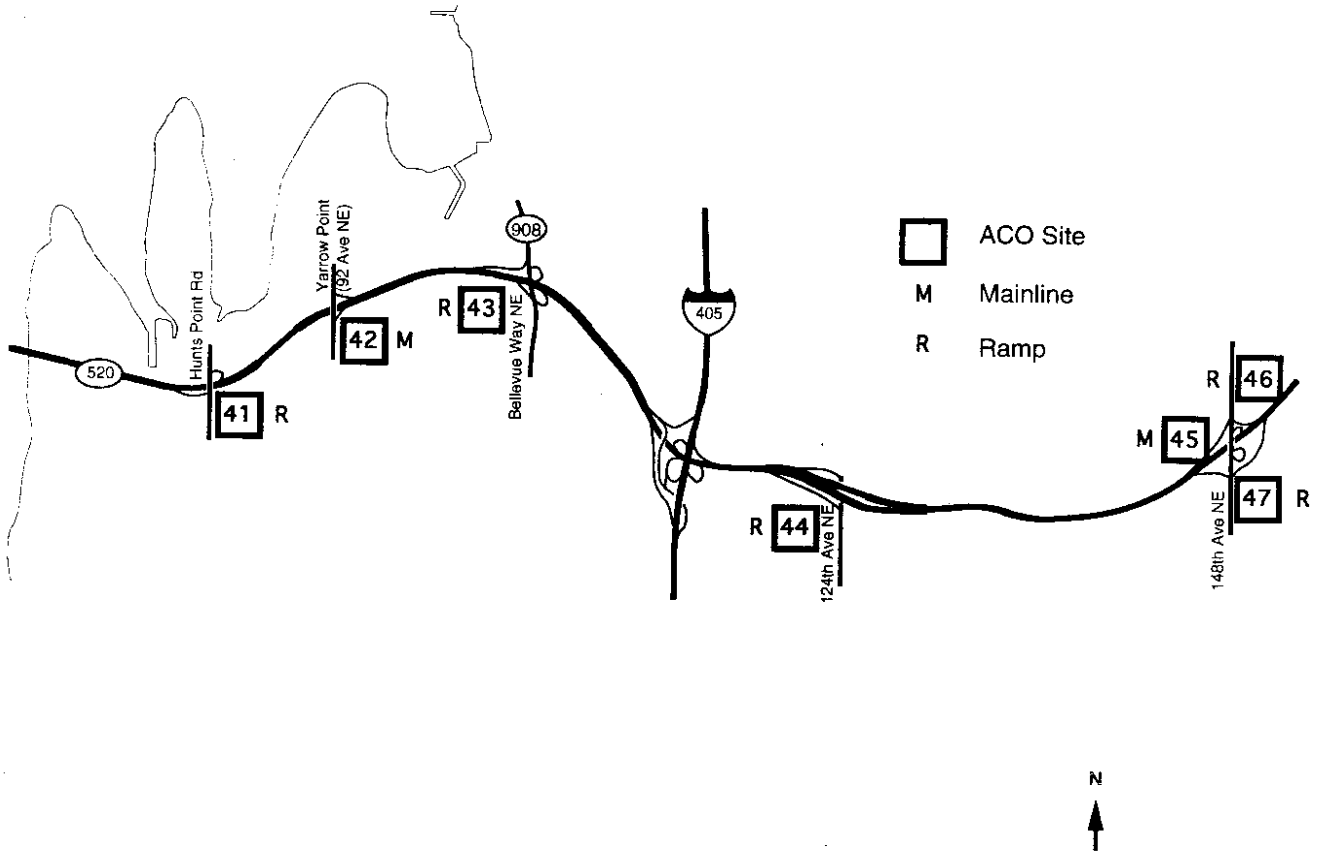 908
ACO Site
M Mainline
R Ramp
405
520
Hunts Point Rd
Yarrow Point
(92 Ave NE)
Bellevue Way NE
41 R
42 M
R 43
R 44
124th Ave NE
M 45
R 46
47 R
148th Ave NE
N